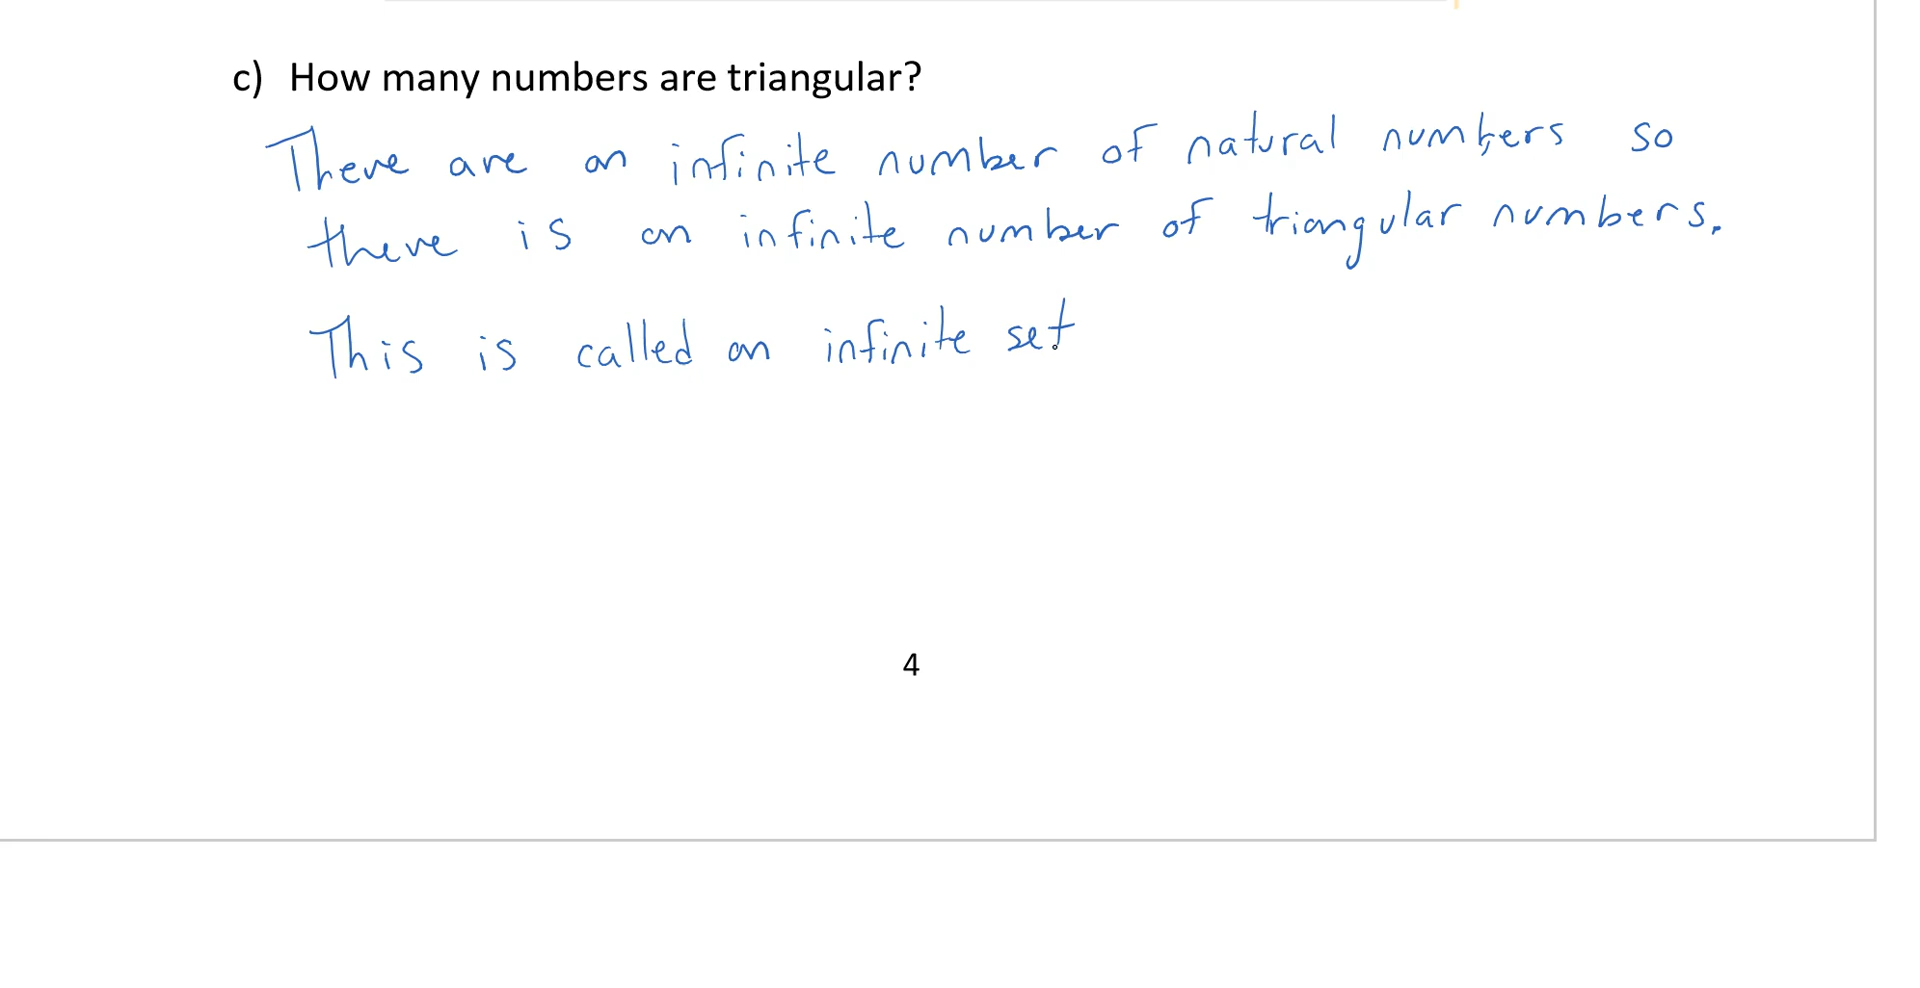 c) How many numbers are triangular?
There are an infinite number of natural numbers so
there is an infinite number of triangular numbers.
This is called an infinite set
4